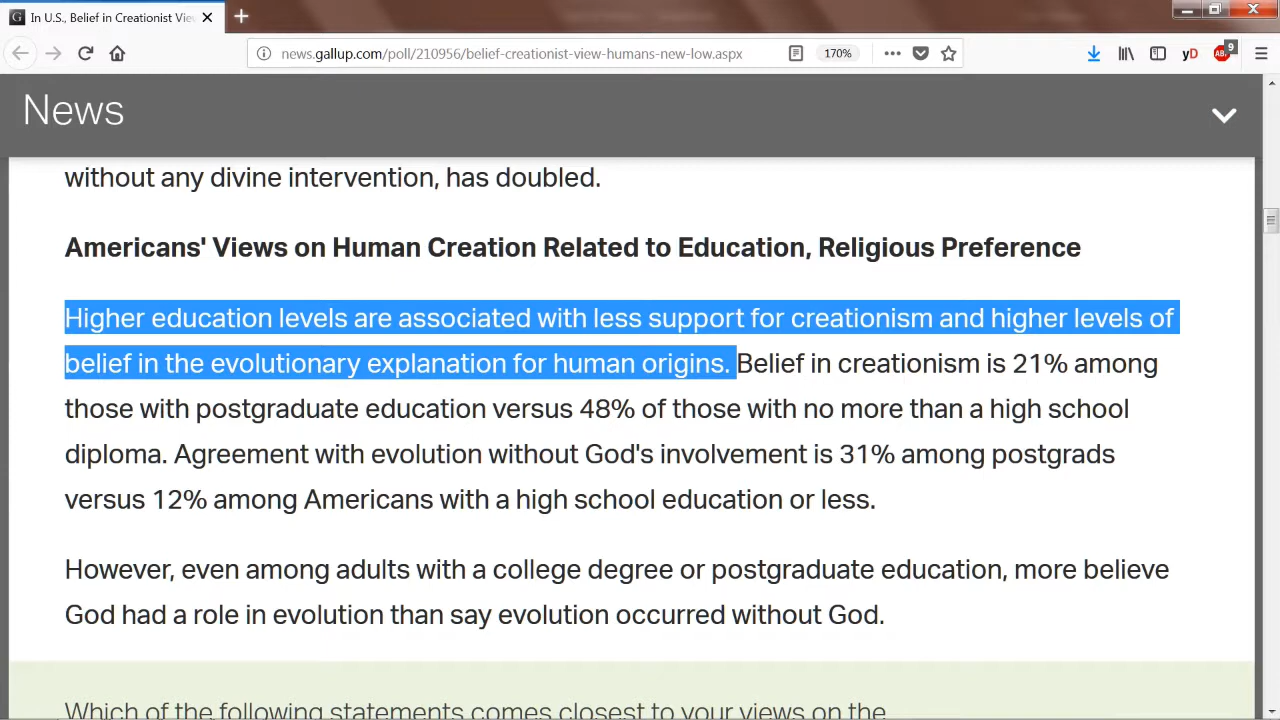 In U.S., Belief in Creationist Vie
news.gallup.com/poll/210956/belief-creationist-view-humans-new-low.aspx
170%
yD
9
News
without any divine intervention, has doubled.
Americans' Views on Human Creation Related to Education, Religious Preference
Higher education levels are associated with less support for creationism and higher levels of
belief in the evolutionary explanation for human origins. Belief in creationism is 21% among
those with postgraduate education versus 48% of those with no more than a high school
diploma. Agreement with evolution without God's involvement is 31% among postgrads
versus 12% among Americans with a high school education or less.
However, even among adults with a college degree or postgraduate education, more believe
God had a role in evolution than say evolution occurred without God.
Which of the following statements comes closest to your views on the